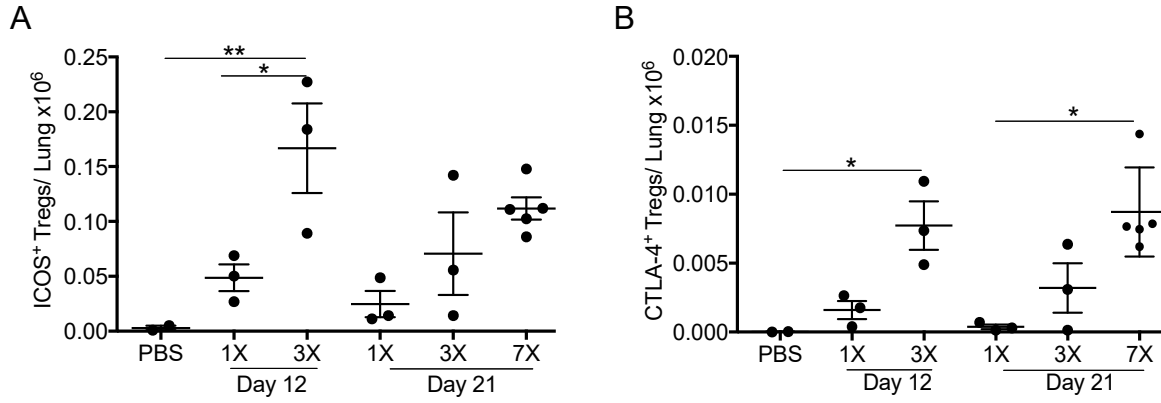 A
ICOS⁺ Tregs/ Lung x10⁶
0.25
0.20
0.15
0.10
0.05
0.00
**
*
PBS 1X 3X 1X 3X 7X
Day 12 Day 21
B
CTLA-4⁺ Tregs/ Lung x10⁶
0.020
0.015
0.010
0.005
0.000
*
*
PBS 1X 3X 1X 3X 7X
Day 12 Day 21